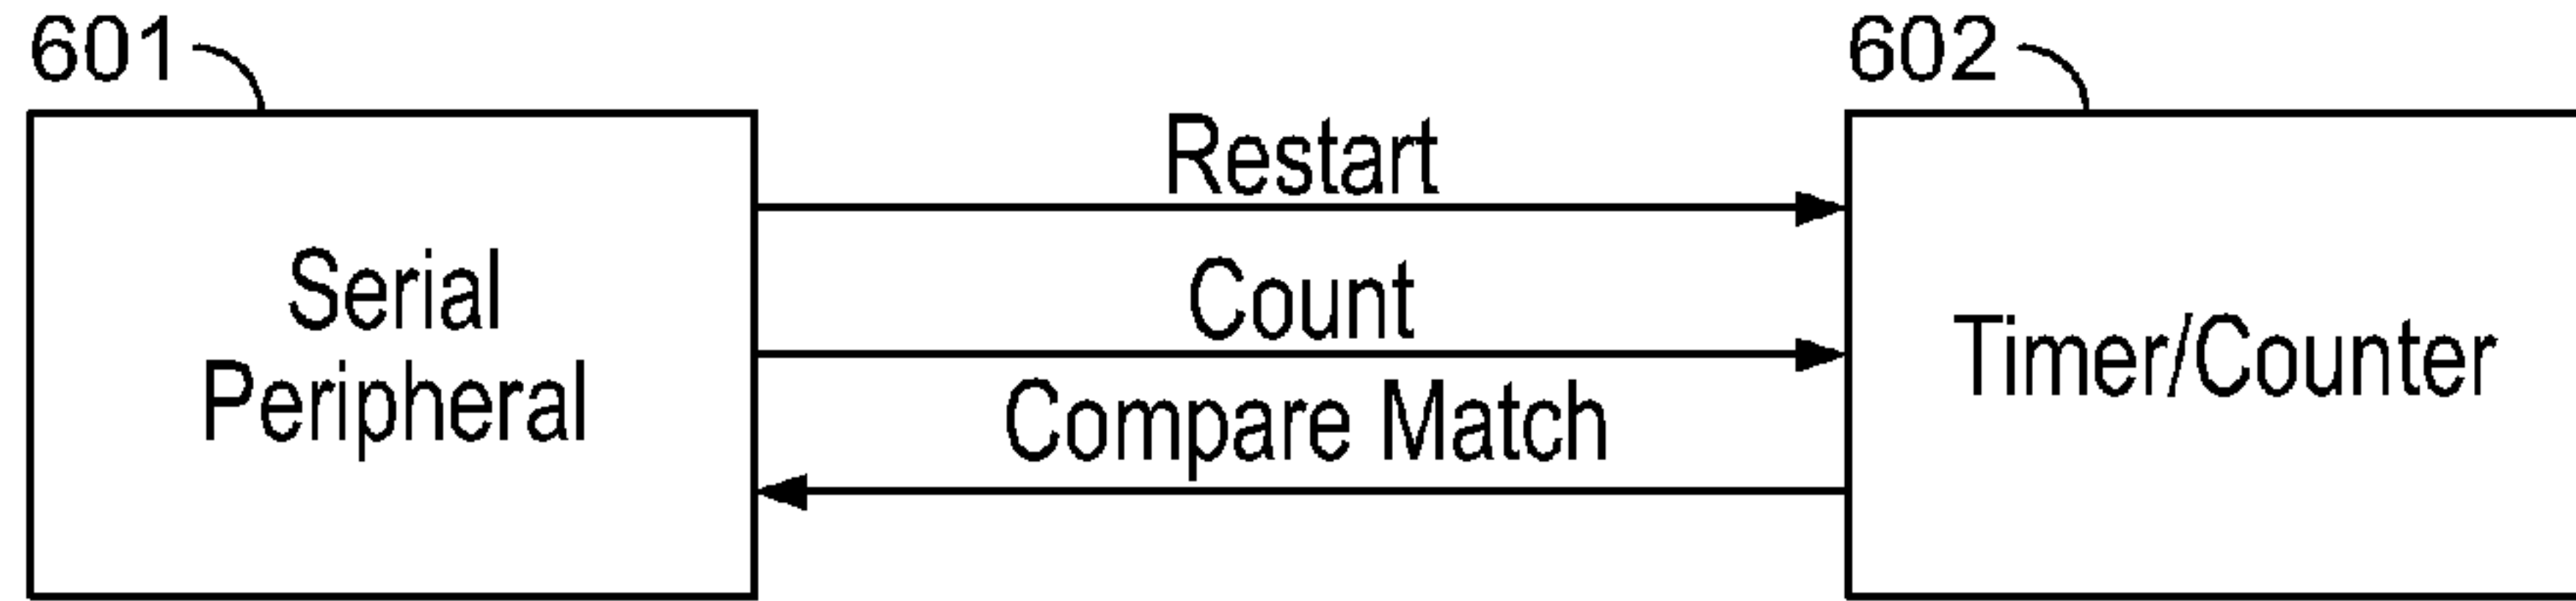 601
602
Restart
Serial
Peripheral
Count
Compare Match
Timer/Counter